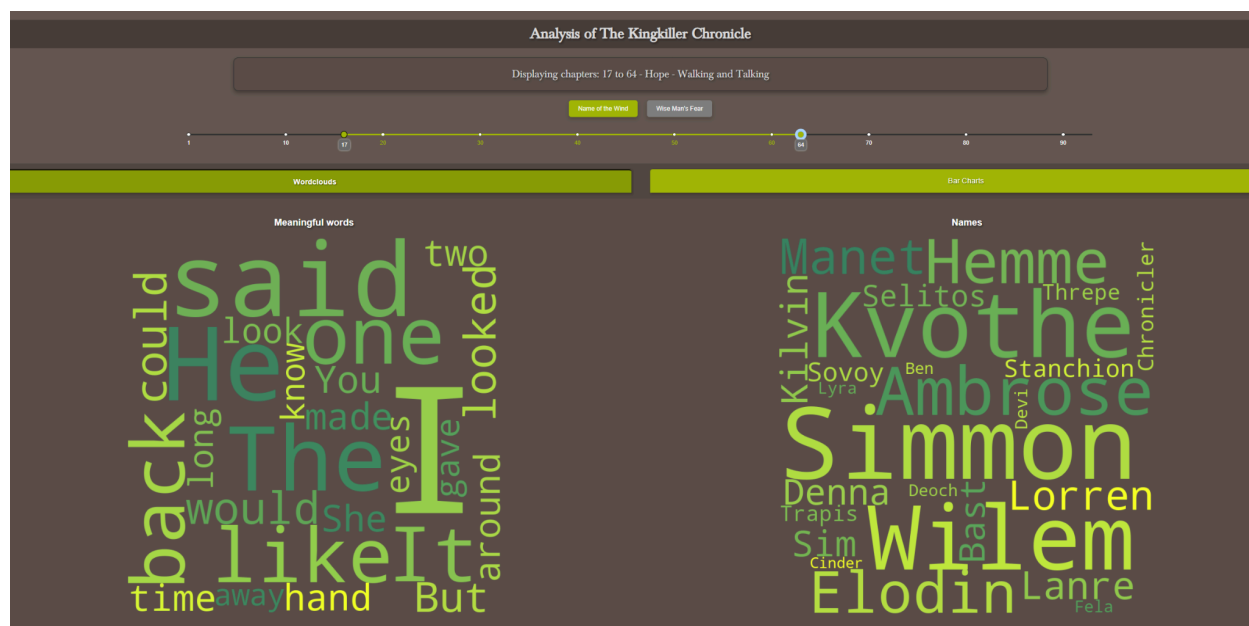 Analysis of The Kingkiller Chronicle
Displaying chapters: 17 to 64 - Hope - Walking and Talking
Name of the Wind
Wise Man's Fear
1 10 17 20 30 40 50 60 64 70 80 90
Wordclouds
Bar Charts
Meaningful words
said
two
could
looked
look
one
He
know
You
back
long
made
The
eyes
I
gave
would
She
around
like
It
time
away
hand
But
Names
Manet
Hemme
Chronicler
Kilvin
Selitos
Threpe
Kvothe
Sovoy
Ben
Stanchion
Lyra
Ambrose
Devi
Simmon
Denna
Deoch
Lorren
Trapis
Bast
Sim
Wilem
Cinder
Elodin
Lanre
Fela